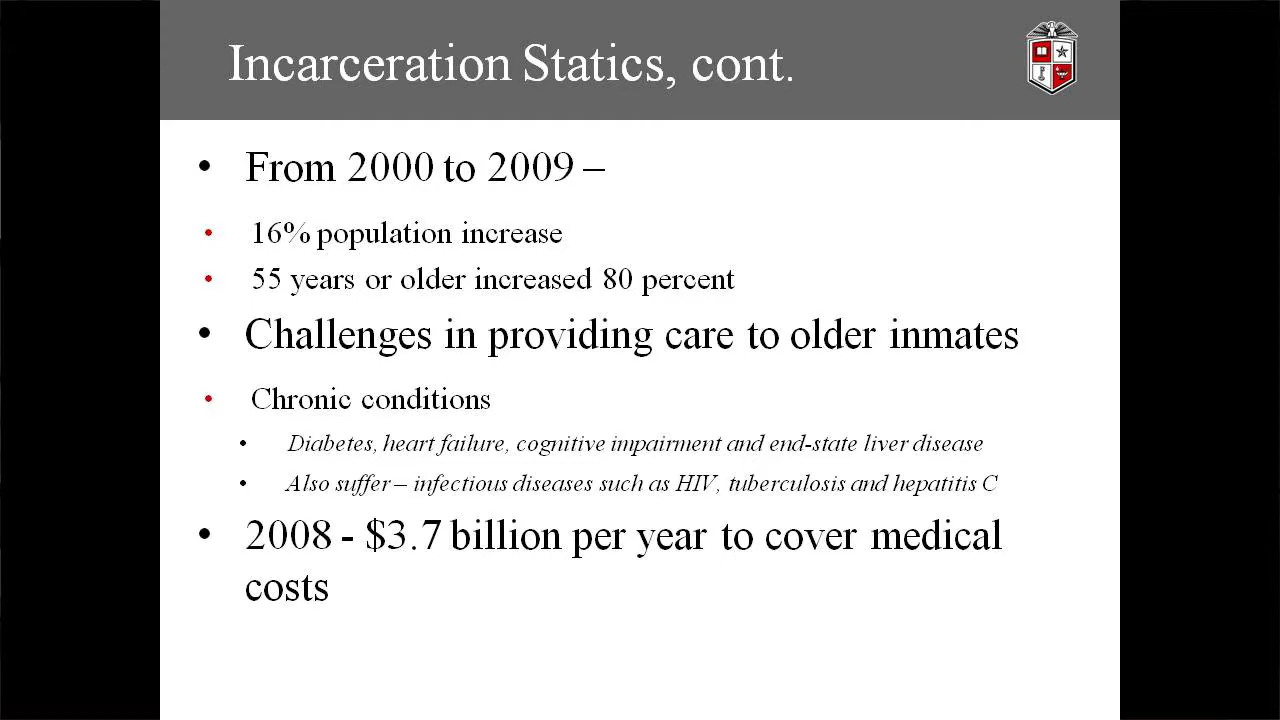 Incarceration Statics, cont.
• From 2000 to 2009 –
• 16% population increase
• 55 years or older increased 80 percent
• Challenges in providing care to older inmates
• Chronic conditions
• Diabetes, heart failure, cognitive impairment and end-state liver disease
• Also suffer – infectious diseases such as HIV, tuberculosis and hepatitis C
• 2008 - $3.7 billion per year to cover medical
costs